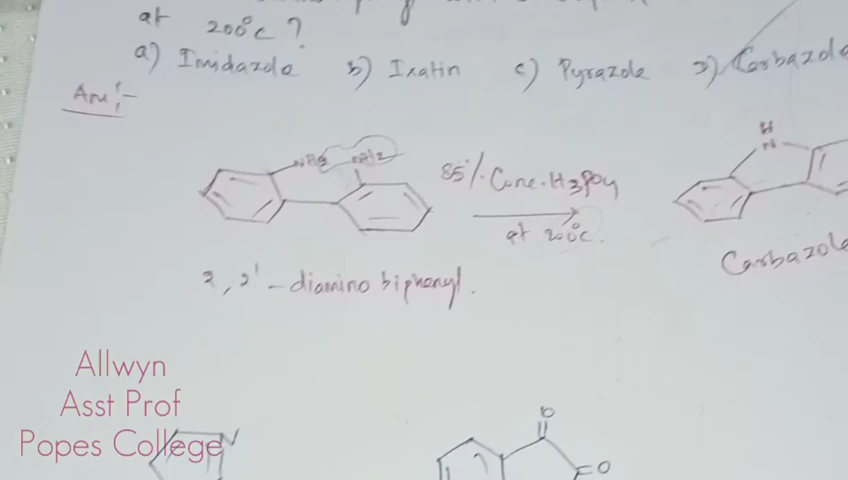 at 200°C ?
a) Imidazole b) Ixatin c) Pyrazole d) Carbazole
Ans:-
NH2 NH2
85% Conc. H3PO4
at 200°C.
H
N
2,2' - diamino biphenyl.
Carbazole
Allwyn
Asst Prof
Popes College
N
O
O